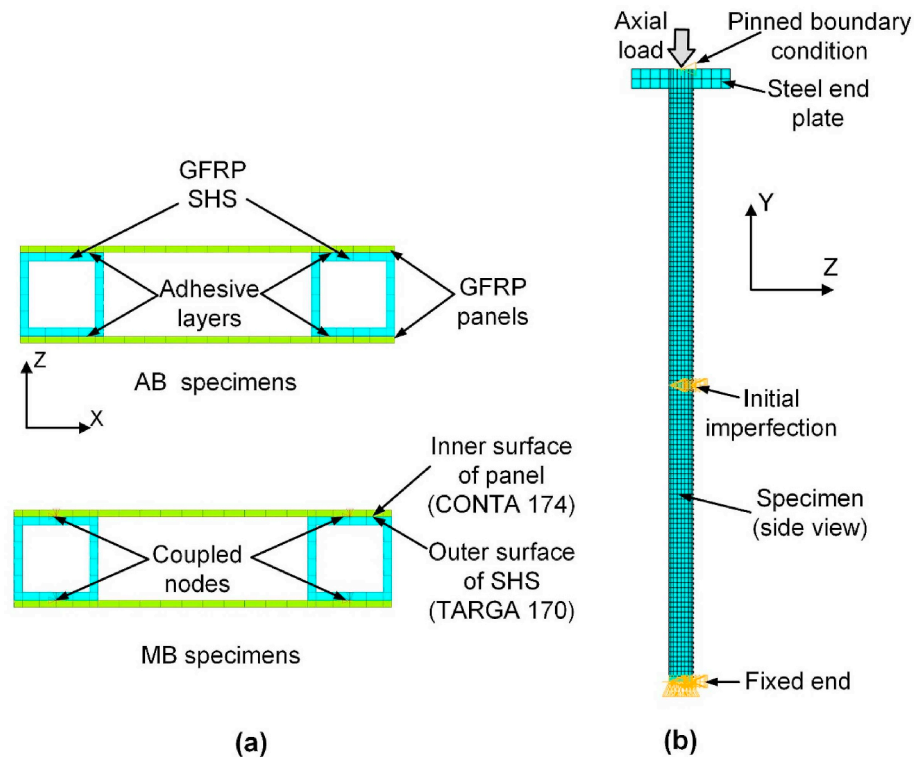 GFRP
SHS
Adhesive
layers
GFRP
panels
Z
X
AB specimens
Inner surface
of panel
(CONTA 174)
Coupled
nodes
Outer surface
of SHS
(TARGA 170)
MB specimens
(a)
Axial
load
Pinned boundary
condition
Steel end
plate
Y
Z
Initial
imperfection
Specimen
(side view)
Fixed end
(b)